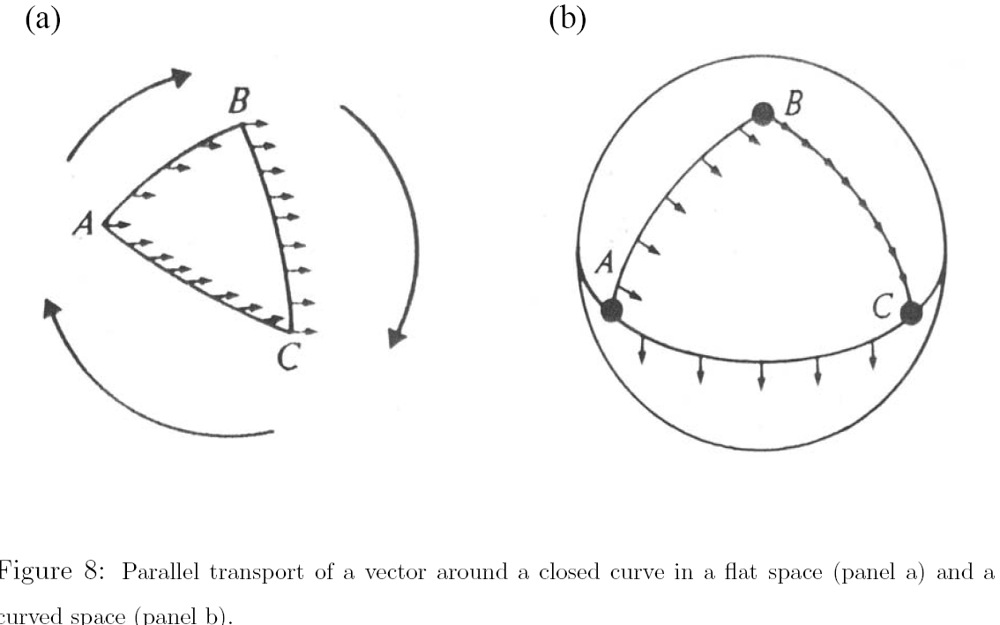 (a)
(b)
B
A
C
B
A
C
Figure 8: Parallel transport of a vector around a closed curve in a flat space (panel a) and a
curved space (panel b).